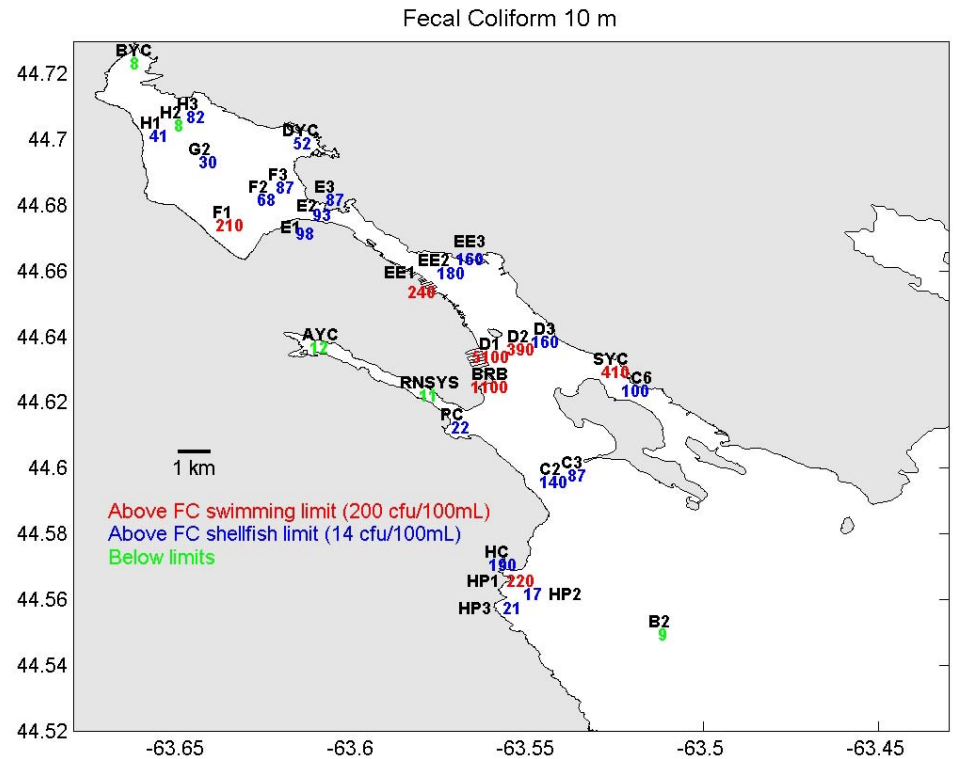 Fecal Coliform 10 m
44.72
44.7
44.68
44.66
44.64
44.62
44.6
44.58
44.56
44.54
44.52
BYC
8
H3
82
H2
8
H1
41
DYC
52
G2
30
F3
87
F2
68
E3
87
E2
93
F1
210
E1
98
EE3
160
EE2
180
EE1
240
D3
160
D2
390
D1
5100
AYC
12
SYC
410
BRB
1100
C6
100
RNSYS
11
PC
22
1 km
C3
87
C2
140
Above FC swimming limit (200 cfu/100mL)
Above FC shellfish limit (14 cfu/100mL)
Below limits
HC
190
HP1
220
17
HP2
HP3
21
B2
9
-63.65
-63.6
-63.55
-63.5
-63.45